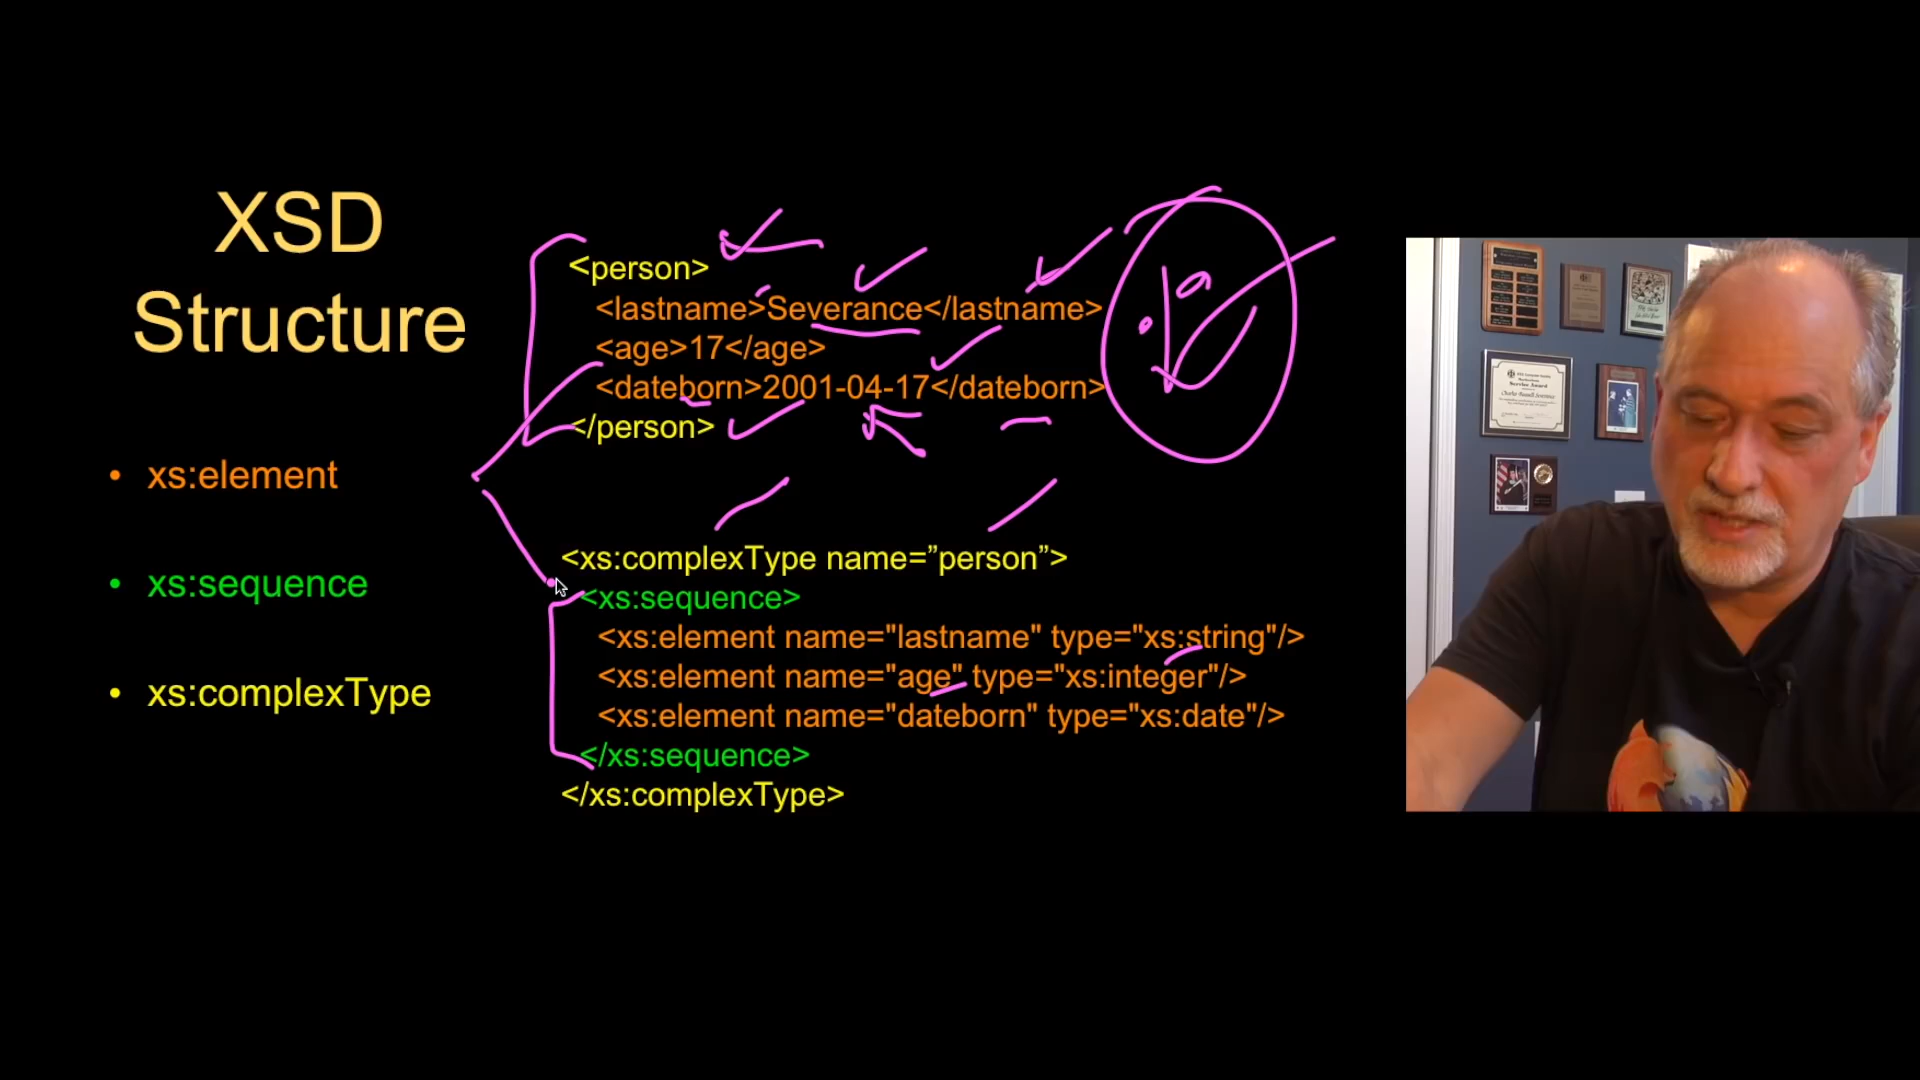 XSD
Structure
• xs:element
• xs:sequence
• xs:complexType
<person>
<lastname>Severance</lastname>
<age>17</age>
<dateborn>2001-04-17</dateborn>
</person>
<xs:complexType name=”person”>
<xs:sequence>
<xs:element name="lastname" type="xs:string"/>
<xs:element name="age" type="xs:integer"/>
<xs:element name="dateborn" type="xs:date"/>
</xs:sequence>
</xs:complexType>